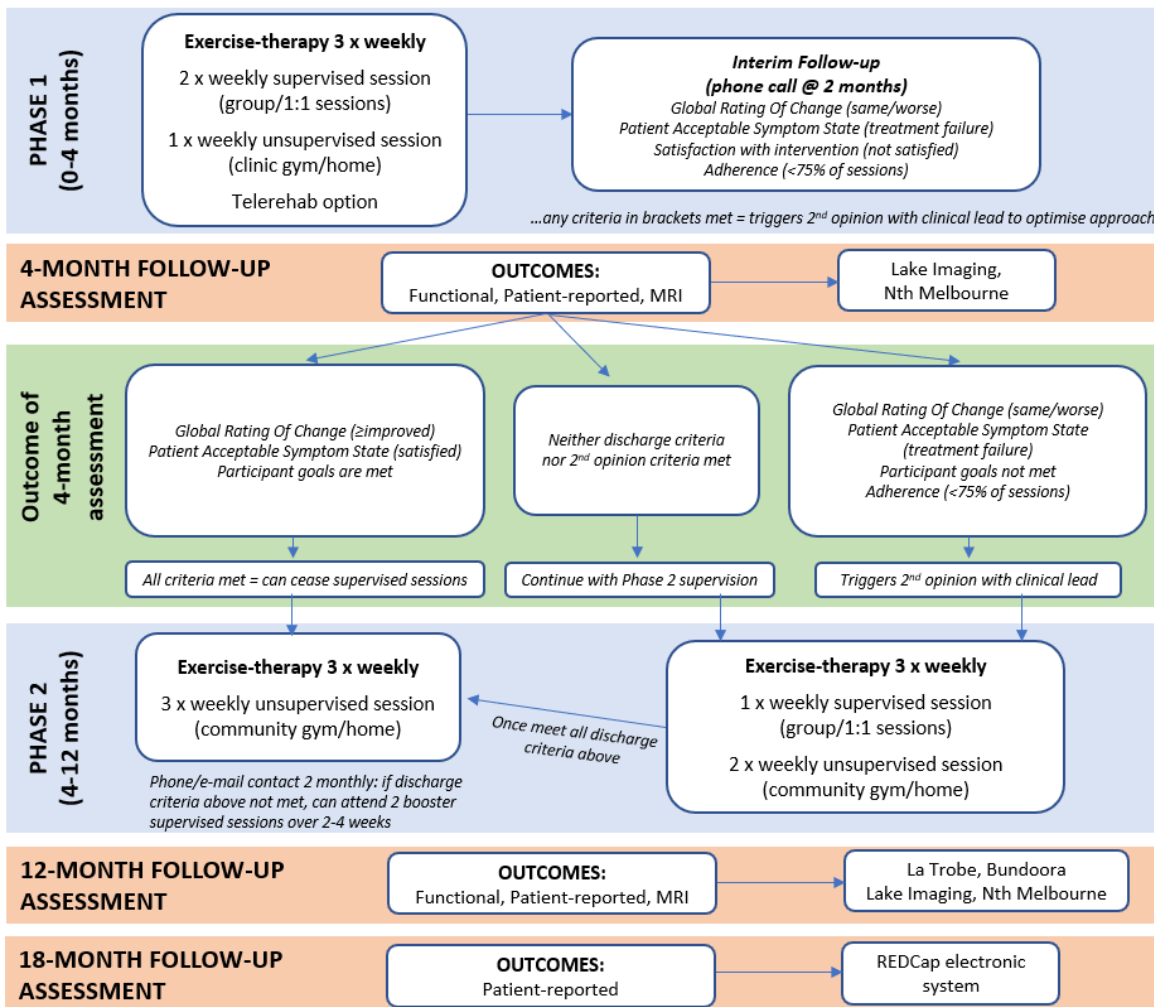 PHASE 1
(0-4 months)
Exercise-therapy 3 x weekly
2 x weekly supervised session
(group/1:1 sessions)
1 x weekly unsupervised session
(clinic gym/home)
Telerehab option
Interim Follow-up
(phone call @ 2 months)
Global Rating Of Change (same/worse)
Patient Acceptable Symptom State (treatment failure)
Satisfaction with intervention (not satisfied)
Adherence (<75% of sessions)
...any criteria in brackets met = triggers 2nd opinion with clinical lead to optimise approach
4-MONTH FOLLOW-UP
ASSESSMENT
OUTCOMES:
Functional, Patient-reported, MRI
Lake Imaging,
Nth Melbourne
Outcome of
4-month
assessment
Global Rating Of Change (≥improved)
Patient Acceptable Symptom State (satisfied)
Participant goals are met
Neither discharge criteria
nor 2nd opinion criteria met
Global Rating Of Change (same/worse)
Patient Acceptable Symptom State
(treatment failure)
Participant goals not met
Adherence (<75% of sessions)
All criteria met = can cease supervised sessions
Continue with Phase 2 supervision
Triggers 2nd opinion with clinical lead
PHASE 2
(4-12 months)
Exercise-therapy 3 x weekly
3 x weekly unsupervised session
(community gym/home)
Phone/e-mail contact 2 monthly: if discharge
criteria above not met, can attend 2 booster
supervised sessions over 2-4 weeks
Once meet all discharge
criteria above
Exercise-therapy 3 x weekly
1 x weekly supervised session
(group/1:1 sessions)
2 x weekly unsupervised session
(community gym/home)
12-MONTH FOLLOW-UP
ASSESSMENT
OUTCOMES:
Functional, Patient-reported, MRI
La Trobe, Bundoora
Lake Imaging, Nth Melbourne
18-MONTH FOLLOW-UP
ASSESSMENT
OUTCOMES:
Patient-reported
REDCap electronic
system